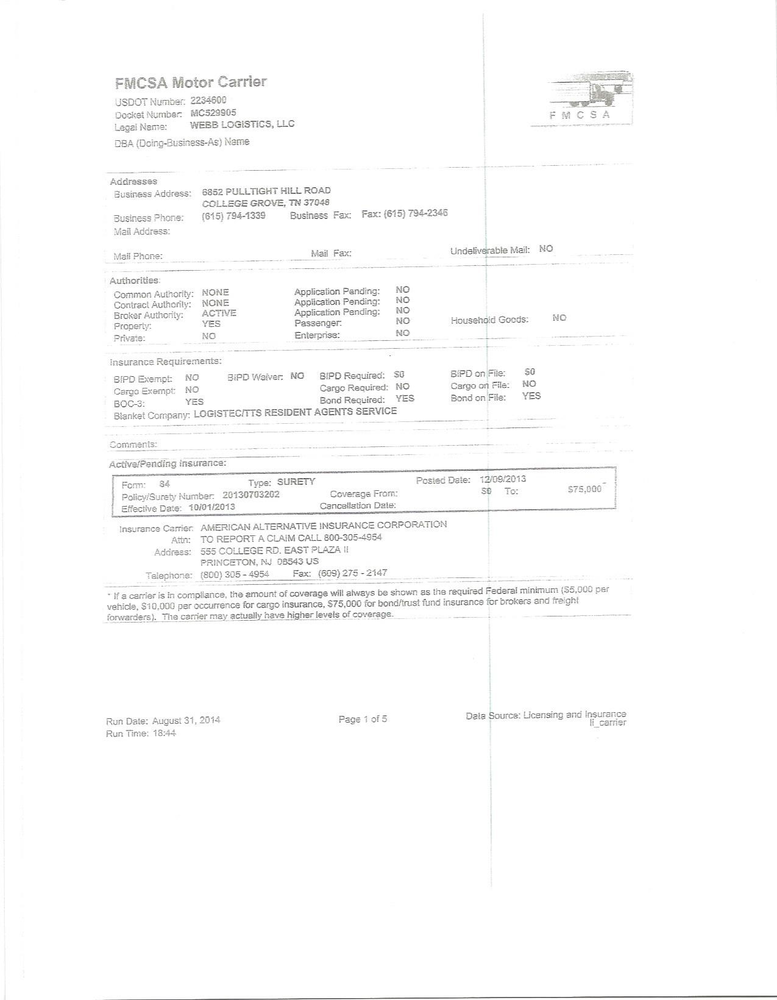 FMCSA Motor Carrier
USDOT Number: 2234600
Docket Number: MC529905
Legal Name: WEBB LOGISTICS, LLC
DBA (Doing-Business-As) Name
F M C S A
Addresses
Business Address: 6852 PULLTIGHT HILL ROAD
COLLEGE GROVE, TN 37046
Business Phone: (615) 794-1339 Business Fax: Fax: (615) 794-2346
Mail Address:
Mail Phone: Mail Fax: Undeliverable Mail: NO
Authorities:
Common Authority: NONE Application Pending: NO
Contract Authority: NONE Application Pending: NO
Broker Authority: ACTIVE Application Pending: NO
Property: YES Passenger: NO Household Goods: NO
Private: NO Enterprise: NO
Insurance Requirements:
BIPD Exempt: NO BIPD Waiver: NO BIPD Required: $0 BIPD on File: $0
Cargo Exempt: NO Cargo Required: NO Cargo on File: NO
BOC-3: YES Bond Required: YES Bond on File: YES
Blanket Company: LOGISTEC/TTS RESIDENT AGENTS SERVICE
Comments:
Active/Pending Insurance:
Form: 84 Type: SURETY Posted Date: 12/09/2013
Policy/Surety Number: 20130703202 Coverage From: $0 To: $75,000
Effective Date: 10/01/2013 Cancellation Date:
Insurance Carrier: AMERICAN ALTERNATIVE INSURANCE CORPORATION
Attn: TO REPORT A CLAIM CALL 800-305-4954
Address: 555 COLLEGE RD. EAST PLAZA II
PRINCETON, NJ 08543 US
Telephone: (800) 305 - 4954 Fax: (609) 275 - 2147
* If a carrier is in compliance, the amount of coverage will always be shown as the required Federal minimum ($5,000 per
vehicle, $10,000 per occurrence for cargo insurance, $75,000 for bond/trust fund insurance for brokers and freight
forwarders). The carrier may actually have higher levels of coverage.
Run Date: August 31, 2014 Page 1 of 5 Data Source: Licensing and Insurance
Run Time: 18:44 li_carrier